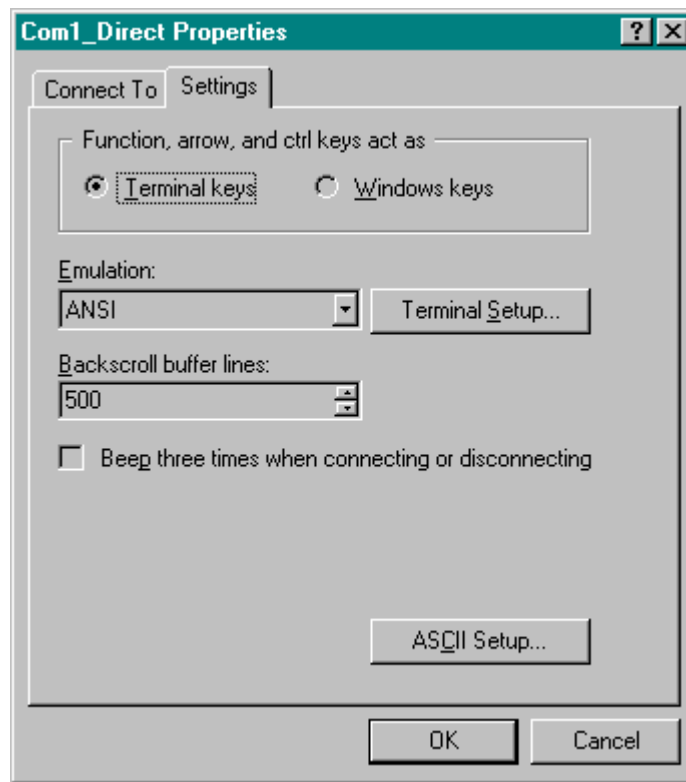 Com1_Direct Properties
Connect To Settings
Function, arrow, and ctrl keys act as
Terminal keys Windows keys
Emulation:
ANSI Terminal Setup...
Backscroll buffer lines:
500
Beep three times when connecting or disconnecting
ASCII Setup...
OK Cancel